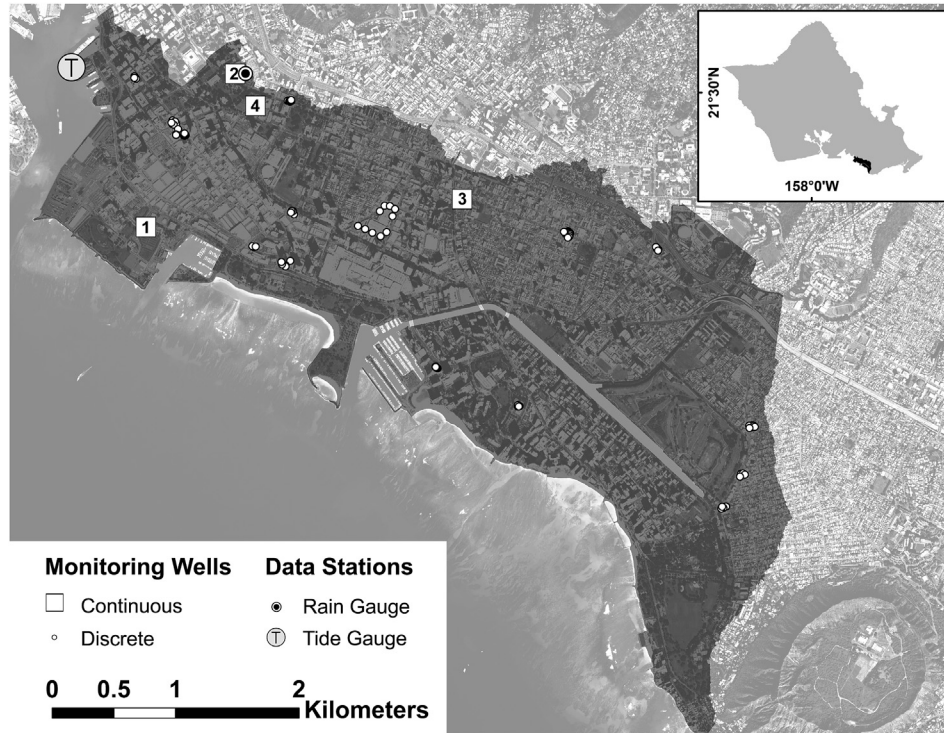 T
2
4
21°30'N
158°0'W
3
1
Monitoring Wells
Continuous
Discrete
Data Stations
Rain Gauge
T Tide Gauge
0 0.5 1 2
Kilometers